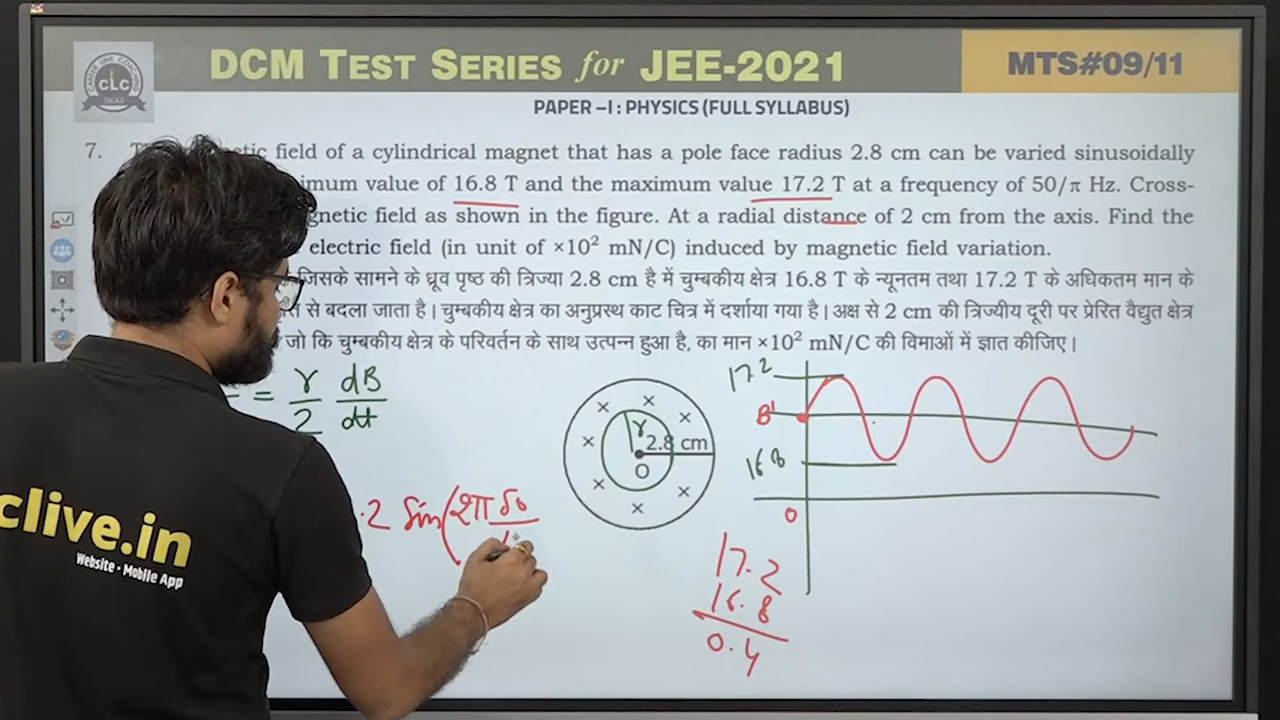 DCM TEST SERIES for JEE-2021
MTS#09/11
CLC
SIKAR
PAPER –I : PHYSICS (FULL SYLLABUS)
7. field of a cylindrical magnet that has a pole face radius 2.8 cm can be varied sinusoidally
value of 16.8 T and the maximum value 17.2 T at a frequency of 50/π Hz. Cross-
field as shown in the figure. At a radial distance of 2 cm from the axis. Find the
electric field (in unit of ×10² mN/C) induced by magnetic field variation.
जिसके सामने के ध्रुव पृष्ठ की त्रिज्या 2.8 cm है में चुम्बकीय क्षेत्र 16.8 T के न्यूनतम तथा 17.2 T के अधिकतम मान के
से बदला जाता है। चुम्बकीय क्षेत्र का अनुप्रस्थ काट चित्र में दर्शाया गया है। अक्ष से 2 cm की त्रिज्यीय दूरी पर प्रेरित वैद्युत क्षेत्र
जो कि चुम्बकीय क्षेत्र के परिवर्तन के साथ उत्पन्न हुआ है, का मान ×10² mN/C की विमाओं में ज्ञात कीजिए।
= r/2 dB/dt
r
2.8 cm
O
17.2
B'
16.8
0
.2 sin(2π 50
17.2
16.8
0.4
clive.in
Website • Mobile App